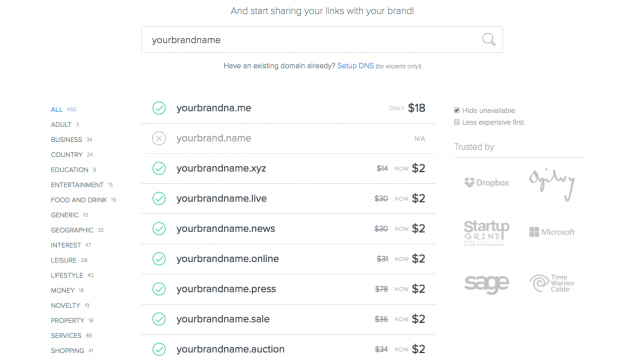 And start sharing your links with your brand!
yourbrandname
Have an existing domain already? Setup DNS (for experts only!)
ALL 460
ADULT 3
BUSINESS 34
COUNTRY 24
EDUCATION 9
ENTERTAINMENT 13
FOOD AND DRINK 19
GENERIC 10
GEOGRAPHIC 32
INTEREST 47
LEISURE 28
LIFESTYLE 40
MONEY 18
NOVELTY 19
PROPERTY 18
SERVICES 89
SHOPPING 41
yourbrandna.me ONLY $18
yourbrand.name N/A
yourbrandname.xyz $14 NOW $2
yourbrandname.live $30 NOW $2
yourbrandname.news $30 NOW $2
yourbrandname.online $31 NOW $2
yourbrandname.press $78 NOW $2
yourbrandname.sale $36 NOW $2
yourbrandname.auction $34 NOW $2
Hide unavailable
Less expensive first
Trusted by
Dropbox
Ogilvy
Startup
GRIND
Microsoft
sage
Time
Warner
Cable